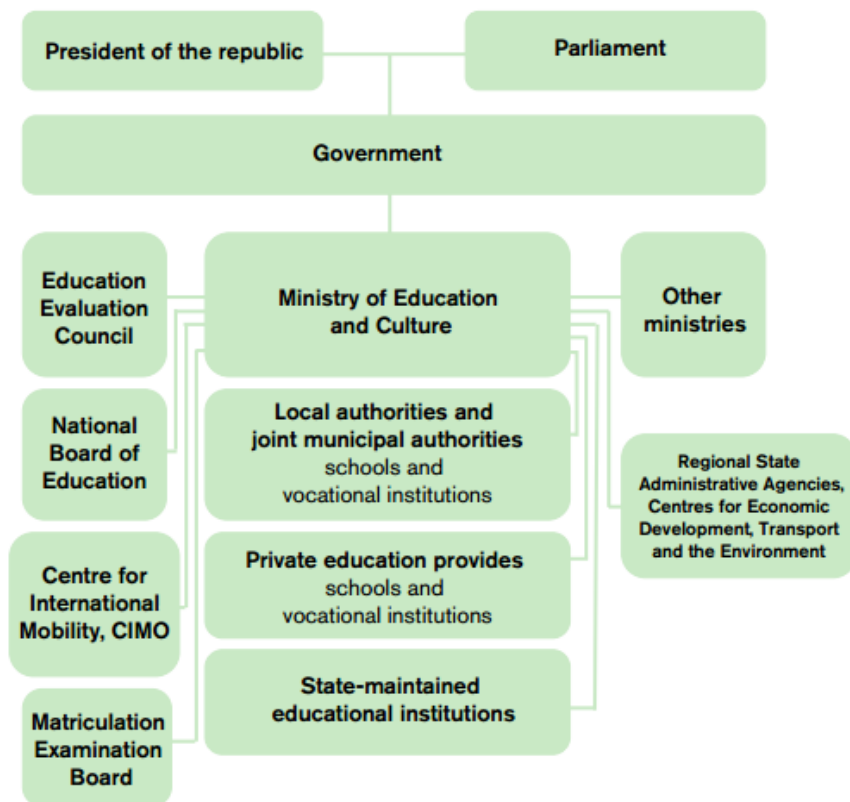 President of the republic
Parliament
Government
Education
Evaluation
Council
Ministry of Education
and Culture
Other
ministries
National
Board of
Education
Local authorities and
joint municipal authorities
schools and
vocational institutions
Regional State
Administrative Agencies,
Centres for Economic
Development, Transport
and the Environment
Centre for
International
Mobility, CIMO
Private education provides
schools and
vocational institutions
Matriculation
Examination
Board
State-maintained
educational institutions